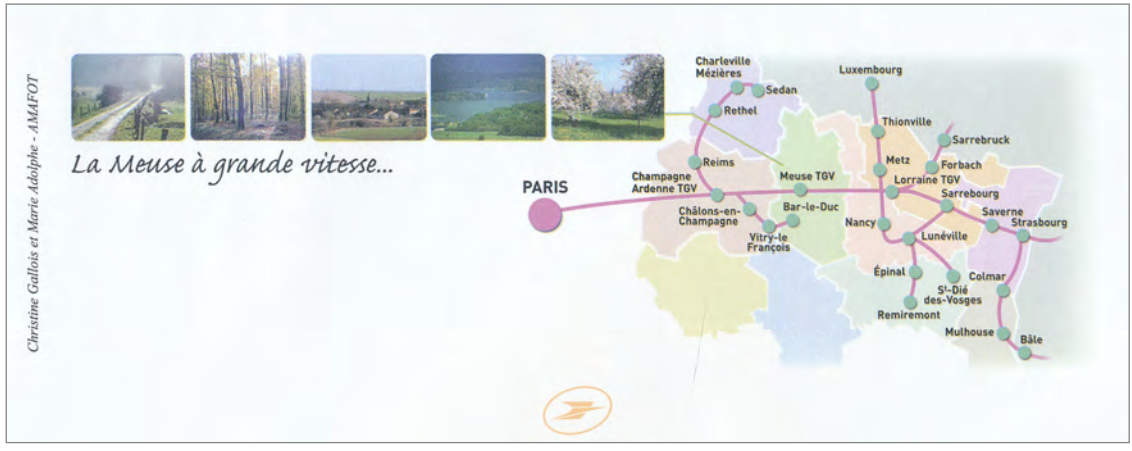 Christine Gallois et Marie Adolphe - AMAFOT
La Meuse à grande vitesse...
PARIS
Charleville
Mézières
Sedan
Rethel
Reims
Champagne
Ardenne TGV
Châlons-en-
Champagne
Vitry-le
François
Bar-le-Duc
Meuse TGV
Luxembourg
Thionville
Metz
Sarrebruck
Forbach
Lorraine TGV
Sarrebourg
Saverne
Strasbourg
Nancy
Lunéville
Épinal
St-Dié
des-Vosges
Remiremont
Colmar
Mulhouse
Bâle